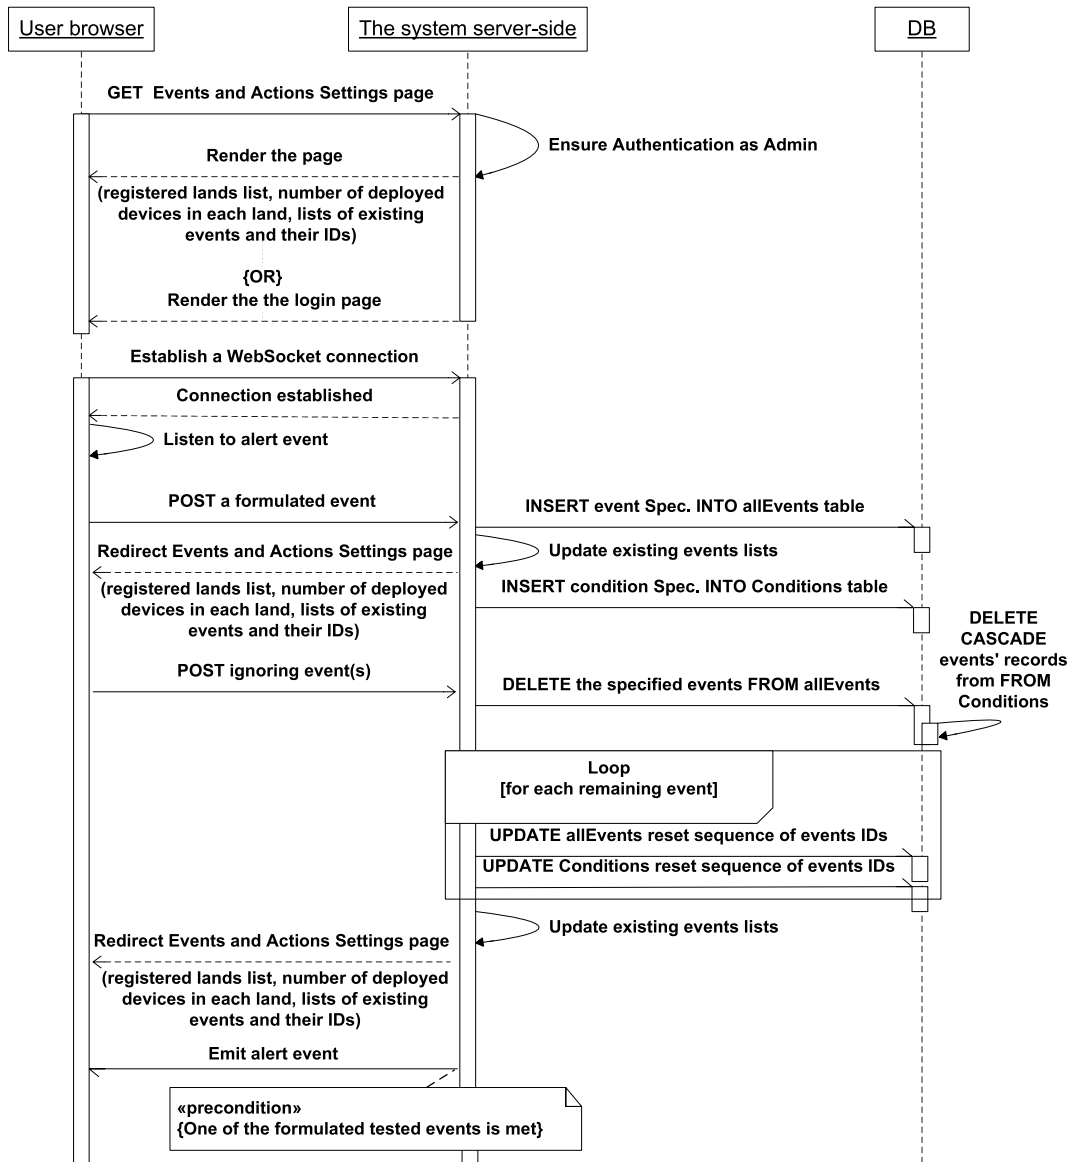 User browser
The system server-side
DB
GET  Events and Actions Settings page
Ensure Authentication as Admin
Render the page
(registered lands list, number of deployed
devices in each land, lists of existing
events and their IDs)
{OR}
Render the the login page
Establish a WebSocket connection
Connection established
Listen to alert event
POST a formulated event
INSERT event Spec. INTO allEvents table
Redirect Events and Actions Settings page
Update existing events lists
(registered lands list, number of deployed
devices in each land, lists of existing
events and their IDs)
INSERT condition Spec. INTO Conditions table
DELETE
CASCADE
events' records
from FROM
Conditions
POST ignoring event(s)
DELETE the specified events FROM allEvents
Loop
[for each remaining event]
UPDATE allEvents reset sequence of events IDs
UPDATE Conditions reset sequence of events IDs
Update existing events lists
Redirect Events and Actions Settings page
(registered lands list, number of deployed
devices in each land, lists of existing
events and their IDs)
Emit alert event
«precondition»
{One of the formulated tested events is met}